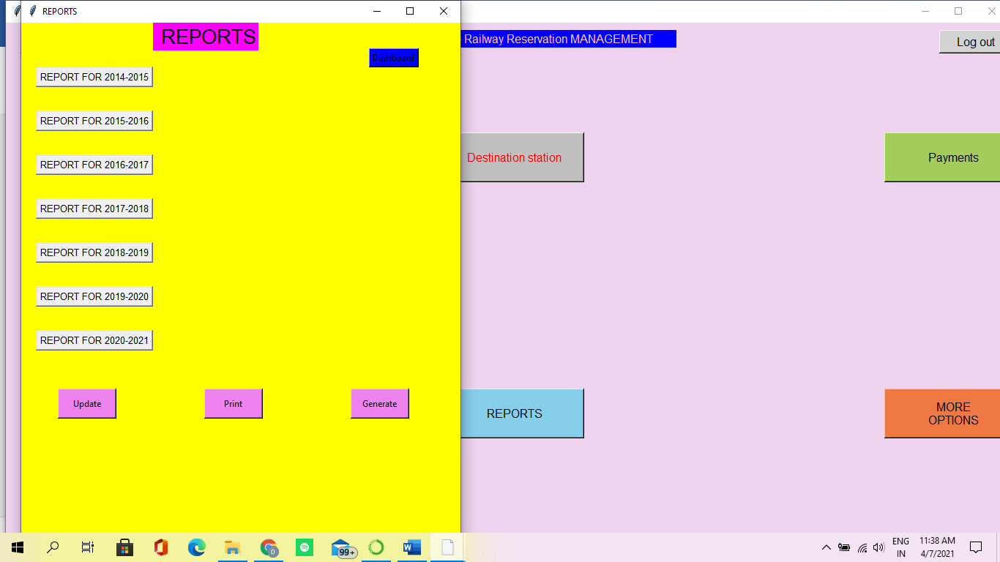 REPORTS
REPORTS
Dashboard
REPORT FOR 2014-2015
REPORT FOR 2015-2016
REPORT FOR 2016-2017
REPORT FOR 2017-2018
REPORT FOR 2018-2019
REPORT FOR 2019-2020
REPORT FOR 2020-2021
Update
Print
Generate
Railway Reservation MANAGEMENT
Log out
Destination station
Payments
REPORTS
MORE
OPTIONS
D
99+
W
ENG
IN
11:38 AM
4/7/2021